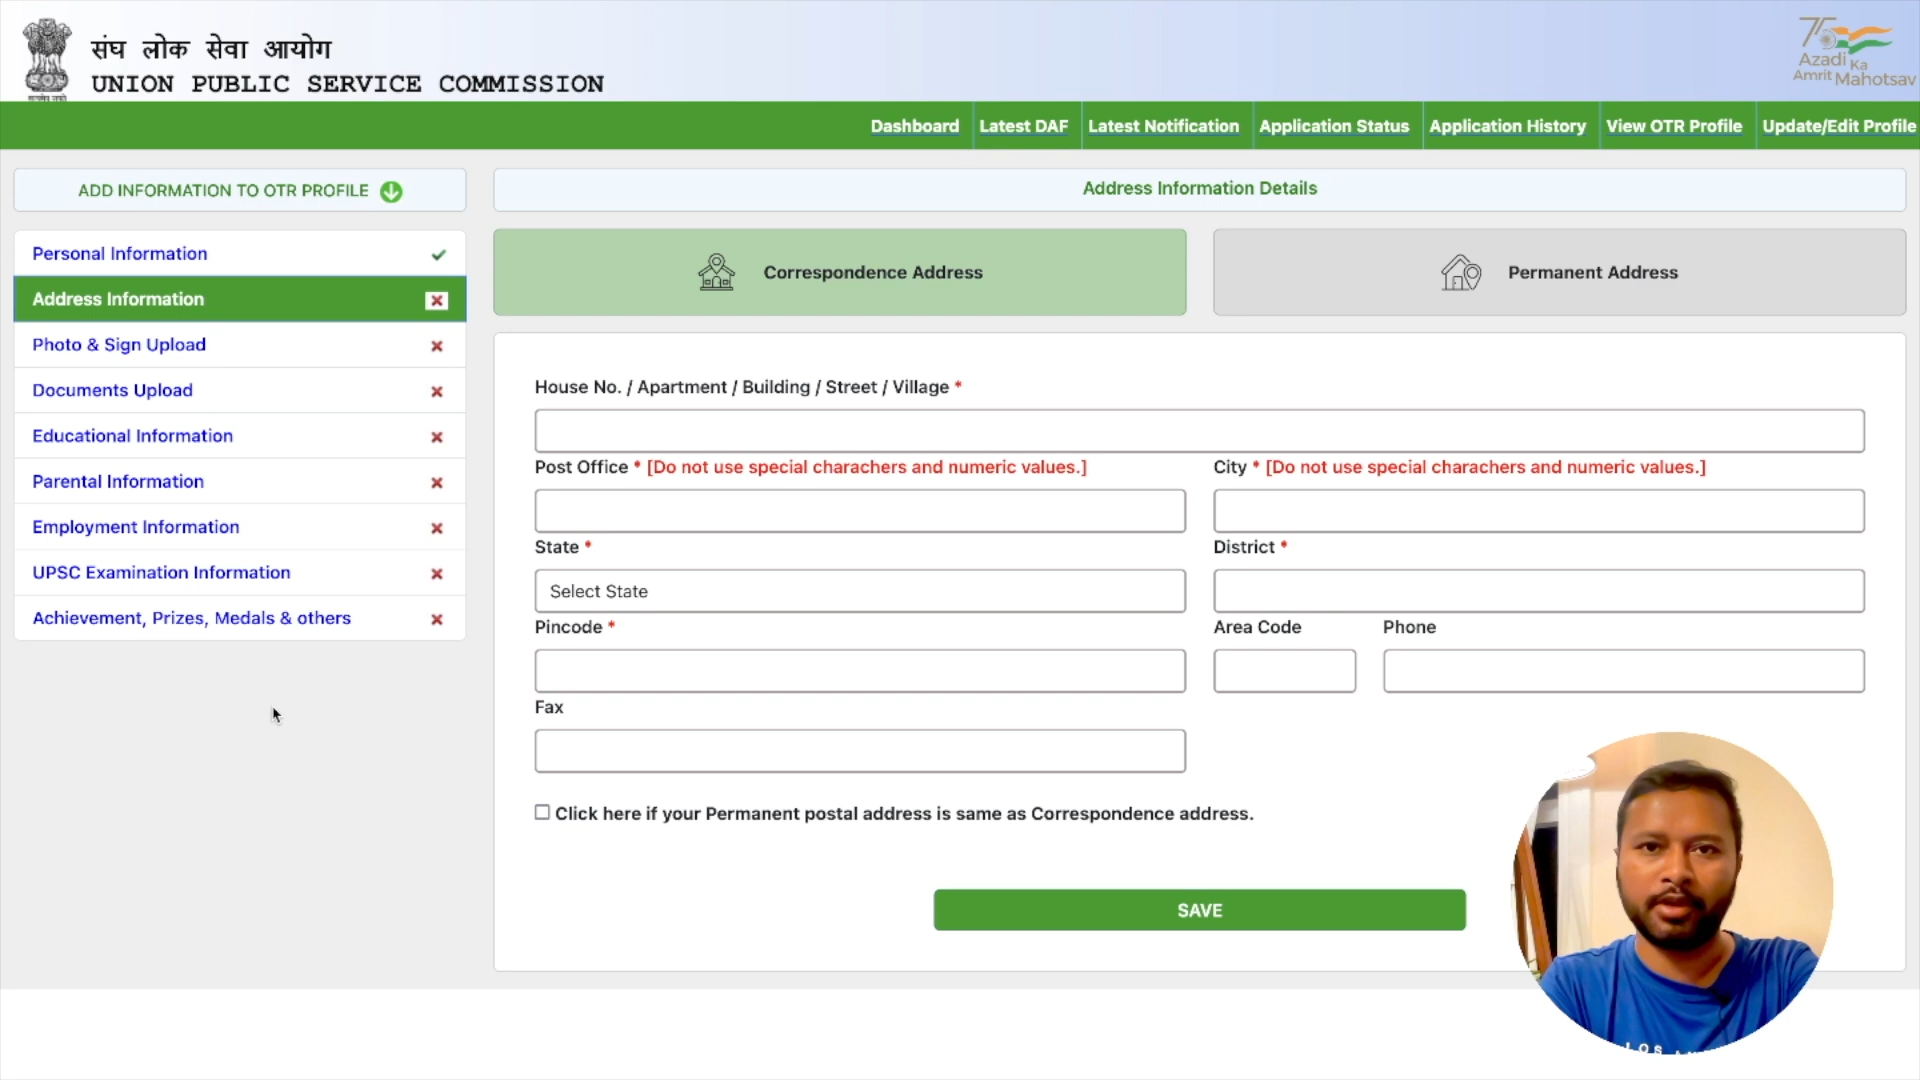 संघ लोक सेवा आयोग
UNION PUBLIC SERVICE COMMISSION
75
Azadi Ka
Amrit Mahotsav
Dashboard Latest DAF Latest Notification Application Status Application History View OTR Profile Update/Edit Profile
ADD INFORMATION TO OTR PROFILE
Personal Information
Address Information
Photo & Sign Upload
Documents Upload
Educational Information
Parental Information
Employment Information
UPSC Examination Information
Achievement, Prizes, Medals & others
Address Information Details
Correspondence Address
Permanent Address
House No. / Apartment / Building / Street / Village *
Post Office * [Do not use special charachers and numeric values.]
City * [Do not use special charachers and numeric values.]
State *
District *
Select State
Pincode *
Area Code
Phone
Fax
Click here if your Permanent postal address is same as Correspondence address.
SAVE
LOS